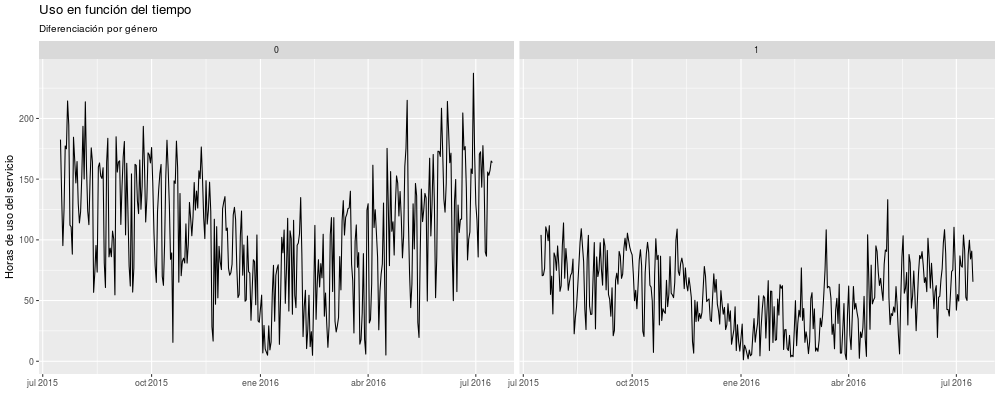 Uso en función del tiempo
Diferenciación por género
0
1
Horas de uso del servicio
200
150
100
50
0
jul 2015
oct 2015
ene 2016
abr 2016
jul 2016
jul 2015
oct 2015
ene 2016
abr 2016
jul 2016